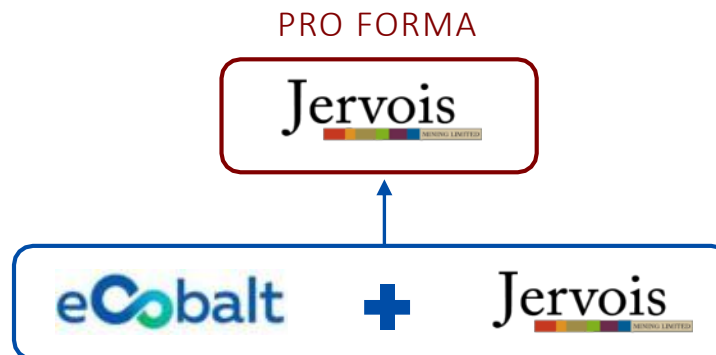 PRO FORMA
Jervois
MINING LIMITED
eCobalt
Jervois
MINING LIMITED